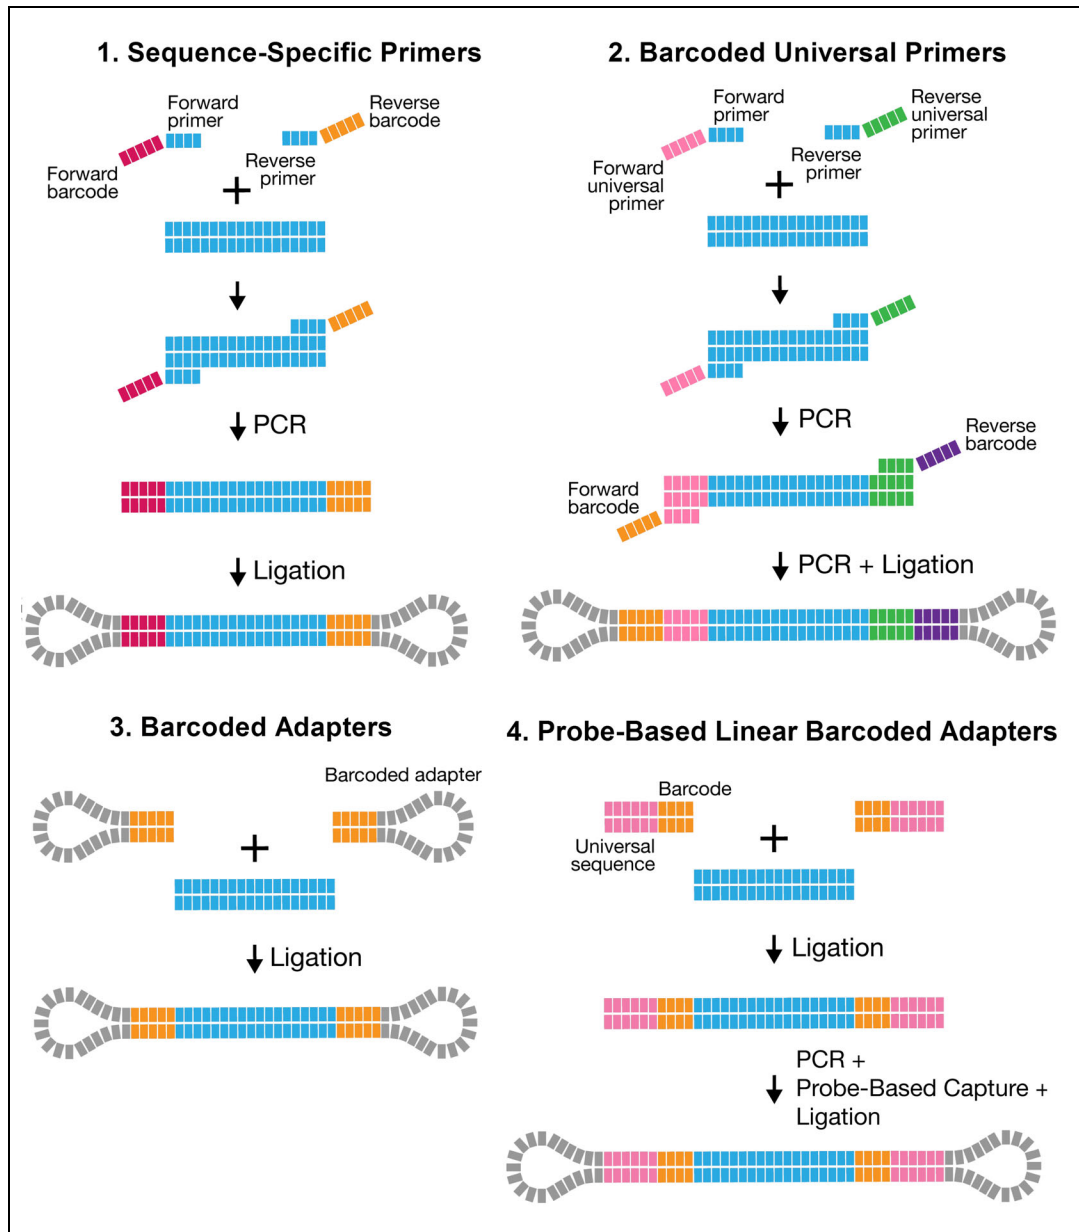 1. Sequence-Specific Primers
Forward
primer
Reverse
barcode
Forward
barcode
Reverse
primer
+
PCR
Ligation
2. Barcoded Universal Primers
Forward
primer
Reverse
universal
primer
Forward
universal
primer
Reverse
primer
+
PCR
Reverse
barcode
Forward
barcode
PCR + Ligation
3. Barcoded Adapters
Barcoded adapter
+
Ligation
4. Probe-Based Linear Barcoded Adapters
Barcode
Universal
sequence
+
Ligation
PCR +
Probe-Based Capture +
Ligation